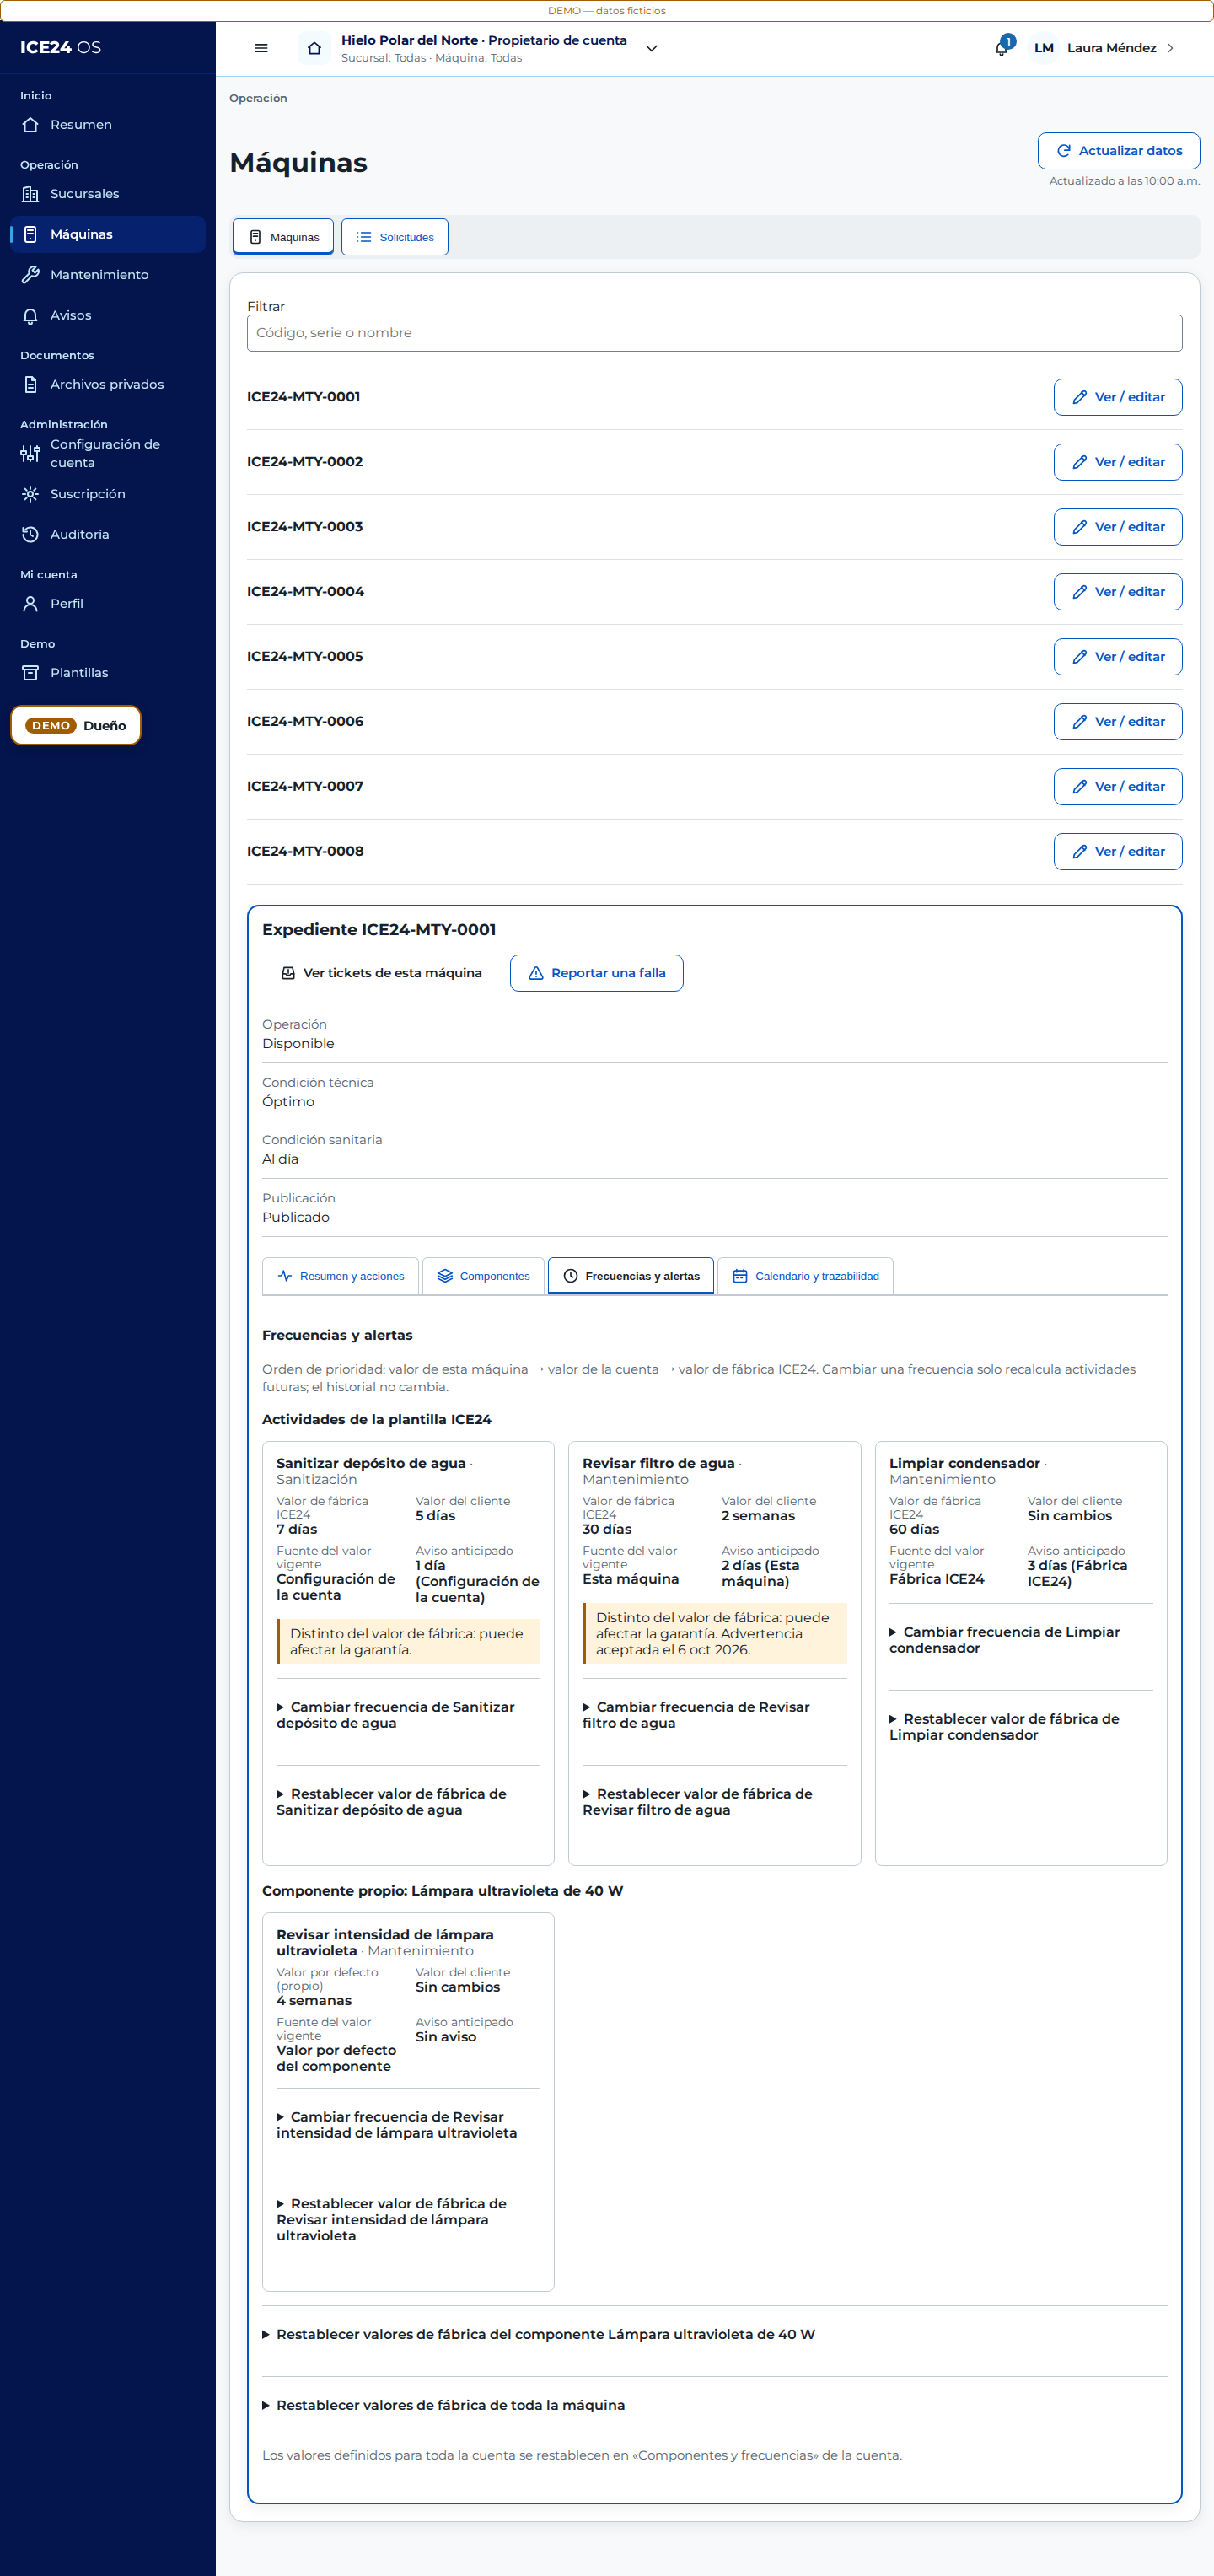 DEMO — datos ficticios
ICE24 OS
Inicio
Resumen
Operación
Sucursales
Máquinas
Mantenimiento
Avisos
Documentos
Archivos privados
Administración
Configuración de
cuenta
Suscripción
Auditoría
Mi cuenta
Perfil
Demo
Plantillas
DEMO Dueño
Hielo Polar del Norte · Propietario de cuenta
Sucursal: Todas · Máquina: Todas
1
LM Laura Méndez
Operación
Máquinas
Actualizar datos
Actualizado a las 10:00 a.m.
Máquinas
Solicitudes
Filtrar
Código, serie o nombre
ICE24-MTY-0001 Ver / editar
ICE24-MTY-0002 Ver / editar
ICE24-MTY-0003 Ver / editar
ICE24-MTY-0004 Ver / editar
ICE24-MTY-0005 Ver / editar
ICE24-MTY-0006 Ver / editar
ICE24-MTY-0007 Ver / editar
ICE24-MTY-0008 Ver / editar
Expediente ICE24-MTY-0001
Ver tickets de esta máquina
Reportar una falla
Operación
Disponible
Condición técnica
Óptimo
Condición sanitaria
Al día
Publicación
Publicado
Resumen y acciones
Componentes
Frecuencias y alertas
Calendario y trazabilidad
Frecuencias y alertas
Orden de prioridad: valor de esta máquina → valor de la cuenta → valor de fábrica ICE24. Cambiar una frecuencia solo recalcula actividades
futuras; el historial no cambia.
Actividades de la plantilla ICE24
Sanitizar depósito de agua ·
Sanitización
Valor de fábrica
ICE24
7 días
Valor del cliente
5 días
Fuente del valor
vigente
Configuración de
la cuenta
Aviso anticipado
1 día
(Configuración de
la cuenta)
Distinto del valor de fábrica: puede
afectar la garantía.
Cambiar frecuencia de Sanitizar
depósito de agua
Restablecer valor de fábrica de
Sanitizar depósito de agua
Revisar filtro de agua ·
Mantenimiento
Valor de fábrica
ICE24
30 días
Valor del cliente
2 semanas
Fuente del valor
vigente
Esta máquina
Aviso anticipado
2 días (Esta
máquina)
Distinto del valor de fábrica: puede
afectar la garantía. Advertencia
aceptada el 6 oct 2026.
Cambiar frecuencia de Revisar
filtro de agua
Restablecer valor de fábrica de
Revisar filtro de agua
Limpiar condensador ·
Mantenimiento
Valor de fábrica
ICE24
60 días
Valor del cliente
Sin cambios
Fuente del valor
vigente
Fábrica ICE24
Aviso anticipado
3 días (Fábrica
ICE24)
Cambiar frecuencia de Limpiar
condensador
Restablecer valor de fábrica de
Limpiar condensador
Componente propio: Lámpara ultravioleta de 40 W
Revisar intensidad de lámpara
ultravioleta · Mantenimiento
Valor por defecto
(propio)
4 semanas
Valor del cliente
Sin cambios
Fuente del valor
vigente
Valor por defecto
del componente
Aviso anticipado
Sin aviso
Cambiar frecuencia de Revisar
intensidad de lámpara ultravioleta
Restablecer valor de fábrica de
Revisar intensidad de lámpara
ultravioleta
Restablecer valores de fábrica del componente Lámpara ultravioleta de 40 W
Restablecer valores de fábrica de toda la máquina
Los valores definidos para toda la cuenta se restablecen en «Componentes y frecuencias» de la cuenta.